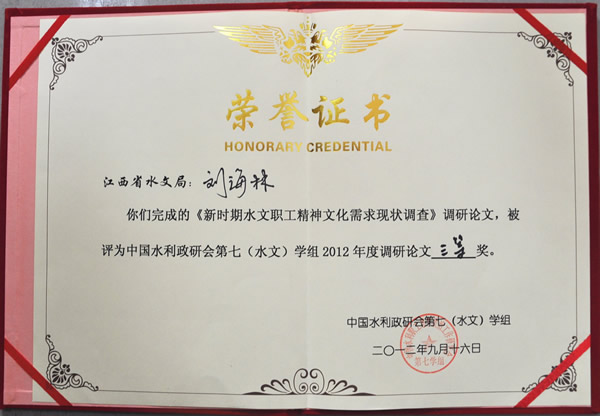 荣誉证书
HONORARY CREDENTIAL
江西省水文局：刘海林
你们完成的《新时期水文职工精神文化需求现状调查》调研论文，被
评为中国水利政研会第七（水文）学组2012年度调研论文三等奖。
中国水利政研会第七（水文）学组
二〇一二年九月十六日
第七学组